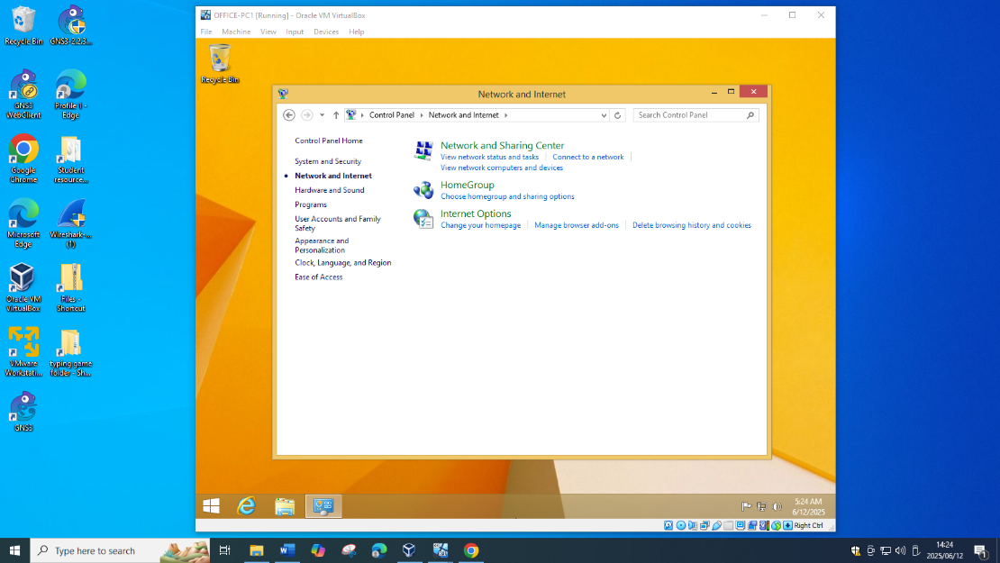 OFFICE-PC1 [Running] - Oracle VM VirtualBox
File Machine View Input Devices Help
Recycle Bin
GNS3-2.2.3...
GNS3 WebClient
Profile 1 - Edge
Google Chrome
Student resource...
Microsoft Edge
Wireshark-... (1)
Oracle VM VirtualBox
Files - Shortcut
VMware Workstati...
typing game folder - Sh...
GNS3
Recycle Bin
Network and Internet
Control Panel Network and Internet
Search Control Panel
Control Panel Home
System and Security
Network and Internet
Hardware and Sound
Programs
User Accounts and Family
Safety
Appearance and
Personalization
Clock, Language, and Region
Ease of Access
Network and Sharing Center
View network status and tasks Connect to a network
View network computers and devices
HomeGroup
Choose homegroup and sharing options
Internet Options
Change your homepage Manage browser add-ons Delete browsing history and cookies
5:24 AM
6/12/2025
Right Ctrl
Type here to search
14:24
2025/06/12
1